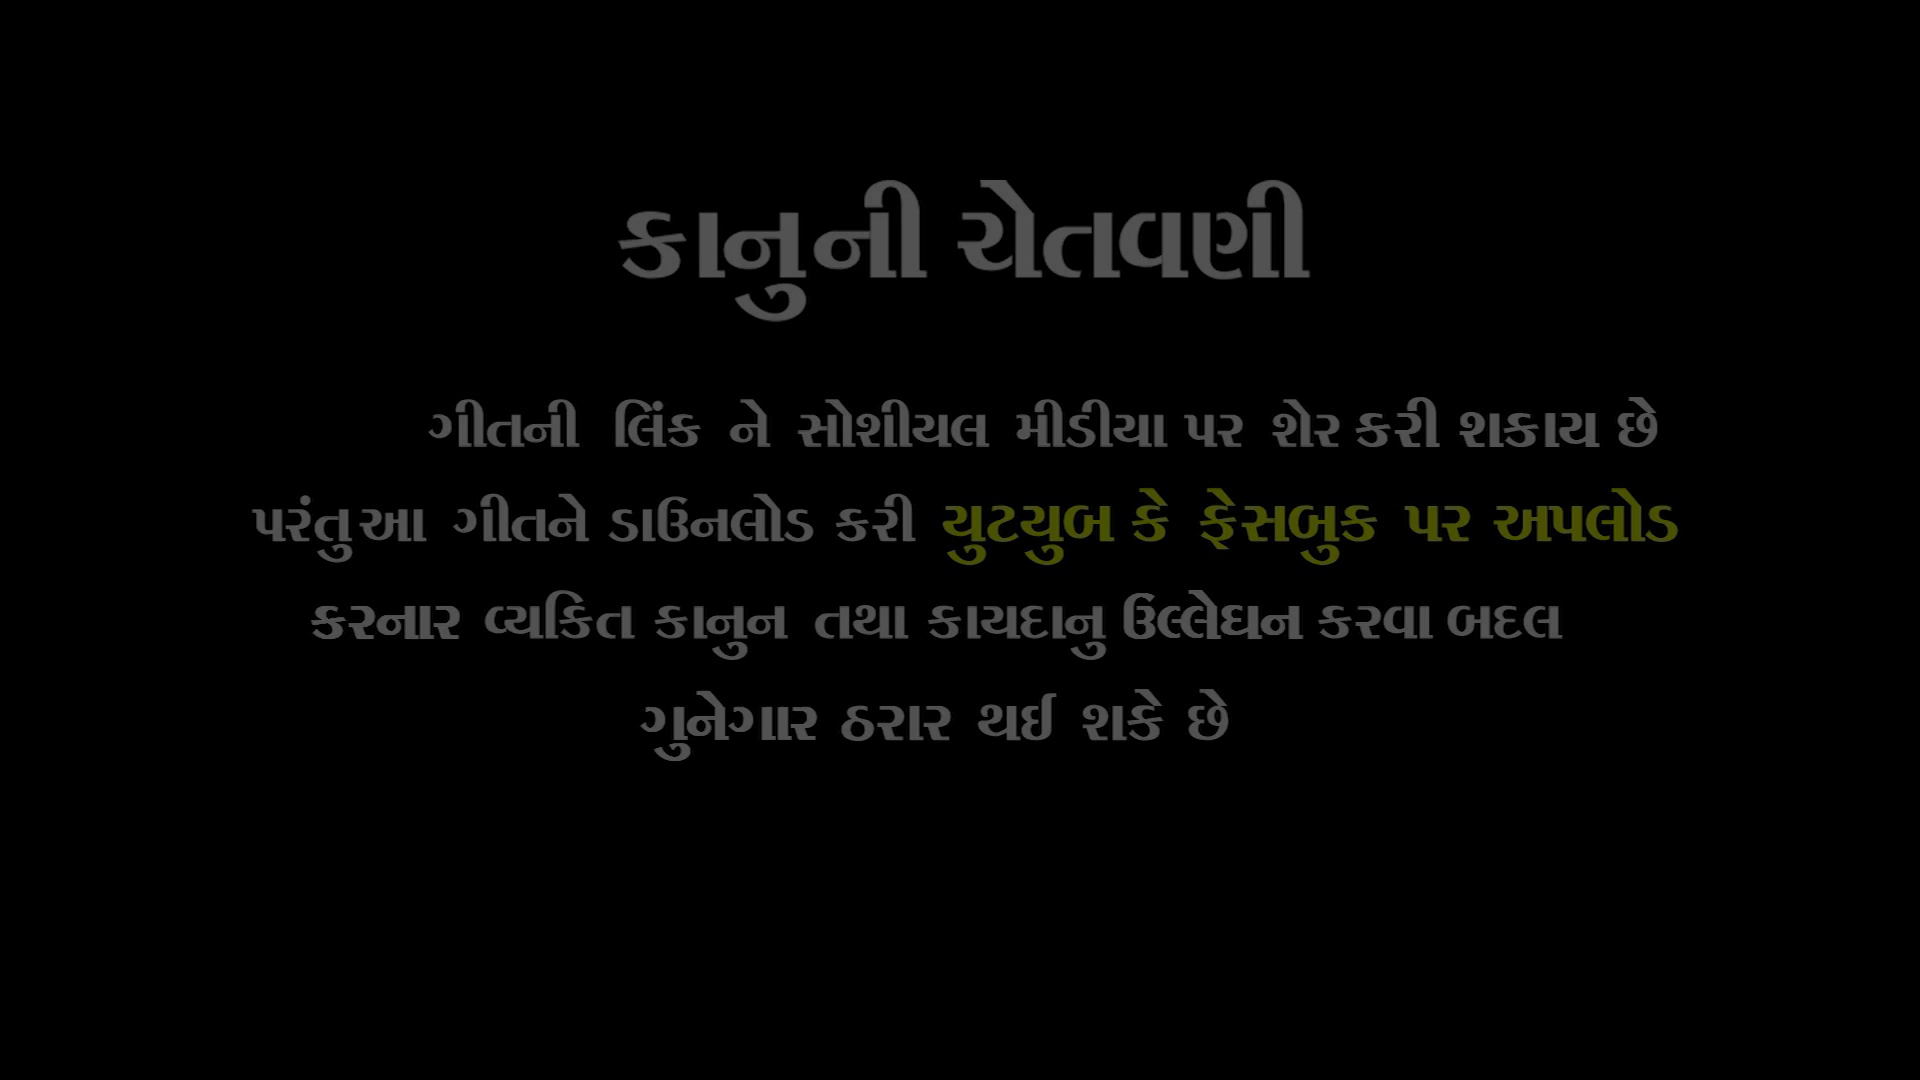 કાનુની ચેતવણી
ગીતની લિંક ને સોશીયલ મીડીયા પર શેર કરી શકાય છે
પરંતુ આ ગીતને ડાઉનલોડ કરી યુટયુબ કે ફેસબુક પર અપલોડ
કરનાર વ્યકિત કાનુન તથા કાયદાનુ ઉલ્લેઘન કરવા બદલ
ગુનેગાર ઠરાર થઈ શકે છે